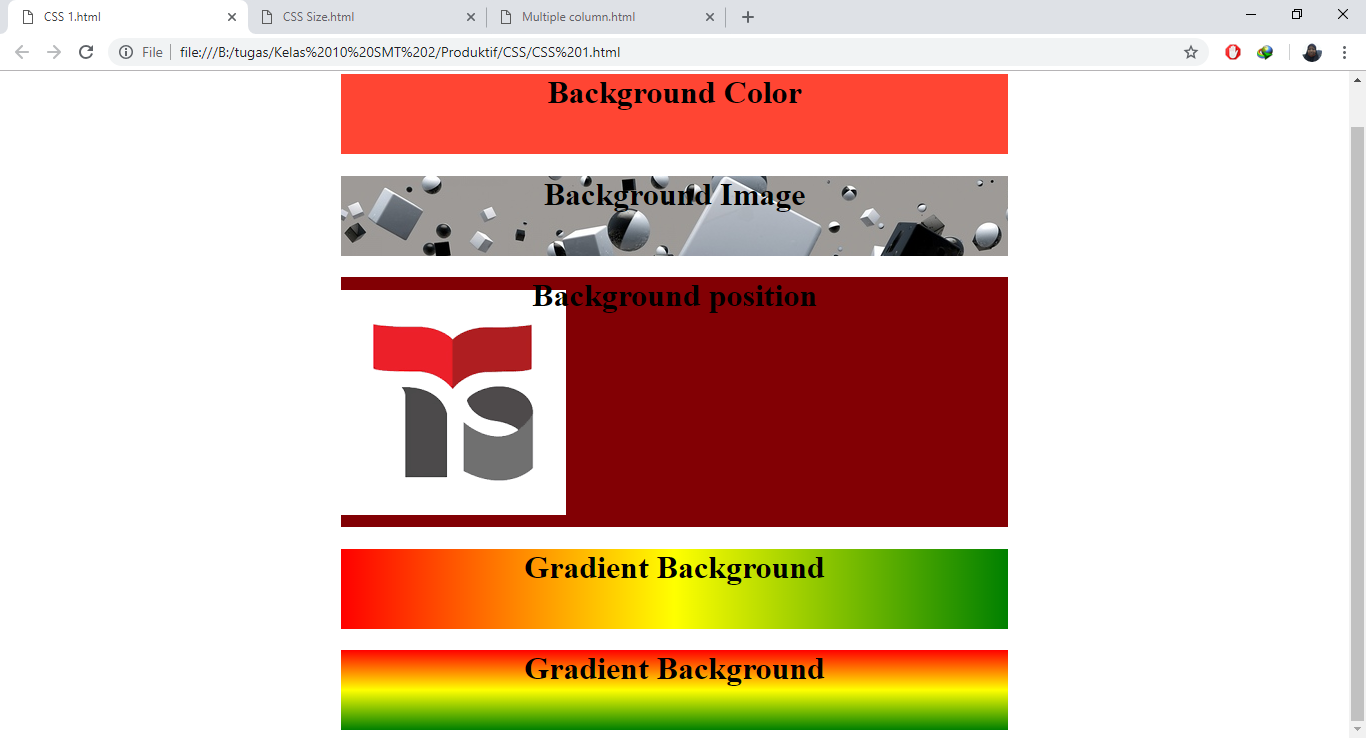 CSS 1.html
CSS Size.html
Multiple column.html
File
file:///B:/tugas/Kelas%2010%20SMT%202/Produktif/CSS/CSS%201.html
Background Color
Background Image
Background position
Gradient Background
Gradient Background